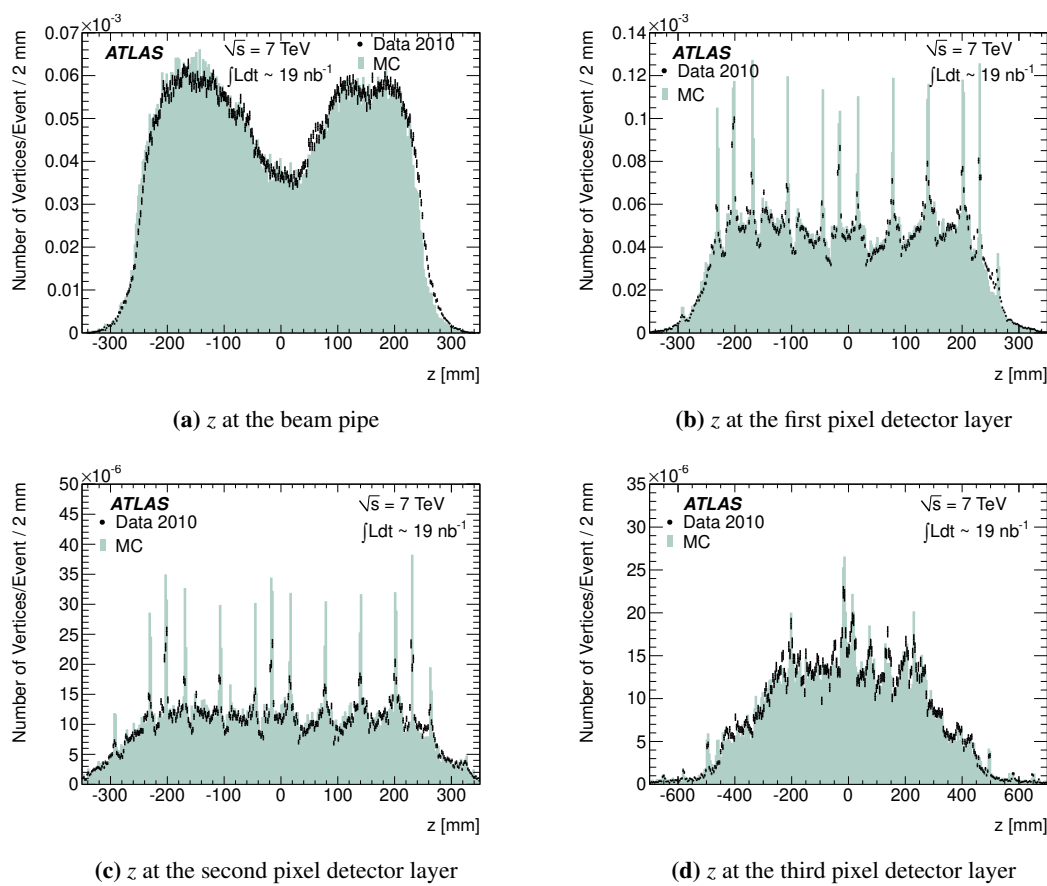 ×10⁻³
0.07
0.06
0.05
0.04
0.03
0.02
0.01
0
Number of Vertices/Event / 2 mm
ATLAS
√s = 7 TeV
∫Ldt ~ 19 nb⁻¹
Data 2010
MC
-300 -200 -100 0 100 200 300
z [mm]
(a) z at the beam pipe
×10⁻³
0.14
0.12
0.1
0.08
0.06
0.04
0.02
0
Number of Vertices/Event / 2 mm
ATLAS
√s = 7 TeV
Data 2010
∫Ldt ~ 19 nb⁻¹
MC
-300 -200 -100 0 100 200 300
z [mm]
(b) z at the first pixel detector layer
×10⁻⁶
50
45
40
35
30
25
20
15
10
5
0
Number of Vertices/Event / 2 mm
ATLAS
√s = 7 TeV
Data 2010
∫Ldt ~ 19 nb⁻¹
MC
-300 -200 -100 0 100 200 300
z [mm]
(c) z at the second pixel detector layer
×10⁻⁶
35
30
25
20
15
10
5
0
Number of Vertices/Event / 2 mm
ATLAS
√s = 7 TeV
Data 2010
∫Ldt ~ 19 nb⁻¹
MC
-600 -400 -200 0 200 400 600
z [mm]
(d) z at the third pixel detector layer